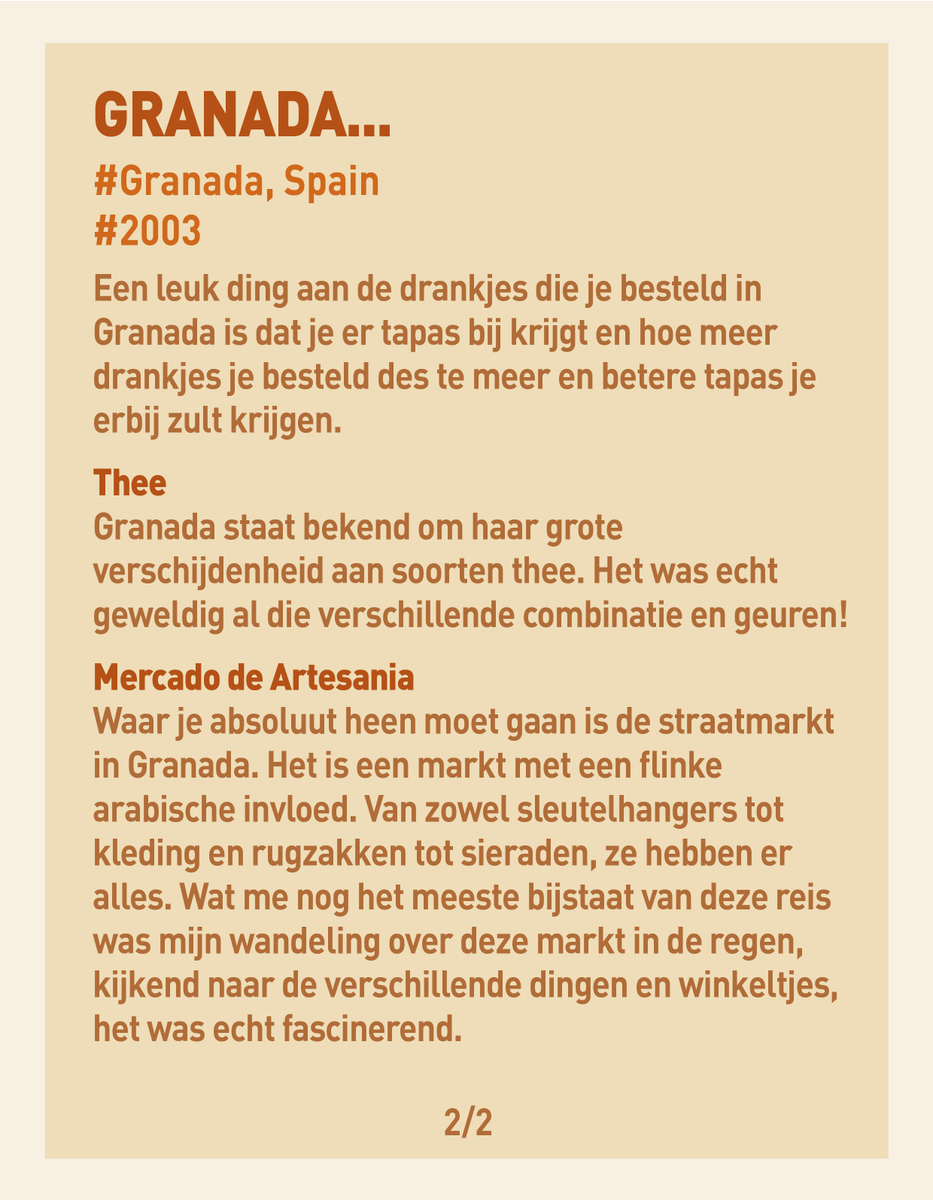 GRANADA...
#Granada, Spain
#2003
Een leuk ding aan de drankjes die je besteld in
Granada is dat je er tapas bij krijgt en hoe meer
drankjes je besteld des te meer en betere tapas je
erbij zult krijgen.
Thee
Granada staat bekend om haar grote
verschijdenheid aan soorten thee. Het was echt
geweldig al die verschillende combinatie en geuren!
Mercado de Artesania
Waar je absoluut heen moet gaan is de straatmarkt
in Granada. Het is een markt met een flinke
arabische invloed. Van zowel sleutelhangers tot
kleding en rugzakken tot sieraden, ze hebben er
alles. Wat me nog het meeste bijstaat van deze reis
was mijn wandeling over deze markt in de regen,
kijkend naar de verschillende dingen en winkeltjes,
het was echt fascinerend.
2/2